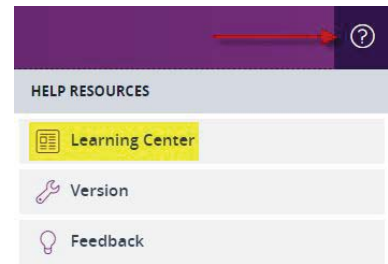 ?
HELP RESOURCES
Learning Center
Version
Feedback